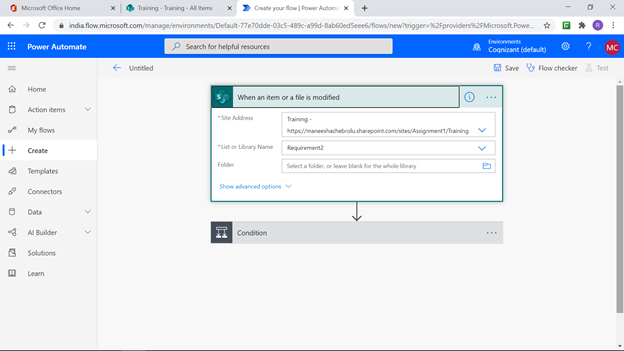 Microsoft Office Home
Training - Training - All Items
Create your flow | Power Automate
india.flow.microsoft.com/manage/environments/Default-77e70dde-03c5-489c-a99d-8ab60ed5eee6/flows/new?trigger=%2Fproviders%2FMicrosoft.Powe...
R
Power Automate
Search for helpful resources
Environments
Coqnizant (default)
?
MC
Untitled
Save
Flow checker
Test
Home
Action items
My flows
Create
Templates
Connectors
Data
AI Builder
Solutions
Learn
When an item or a file is modified
* Site Address
Training -
https://maneeshachebrolu.sharepoint.com/sites/Assignment1/Training
* List or Library Name
Requirement2
Folder
Select a folder, or leave blank for the whole library
Show advanced options
Condition